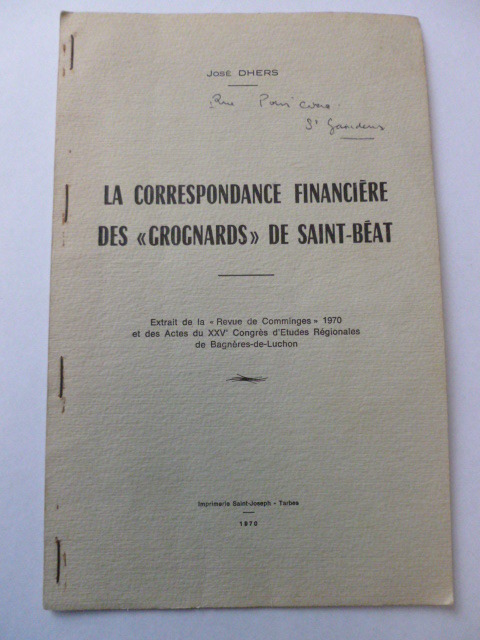 José DHERS
Rue
St Gaudens
LA CORRESPONDANCE FINANCIÈRE
DES «GROGNARDS» DE SAINT-BÉAT
Extrait de la « Revue de Comminges » 1970
et des Actes du XXVe Congrès d'Etudes Régionales
de Bagnères-de-Luchon
Imprimerie Saint-Joseph - Tarbes
1970